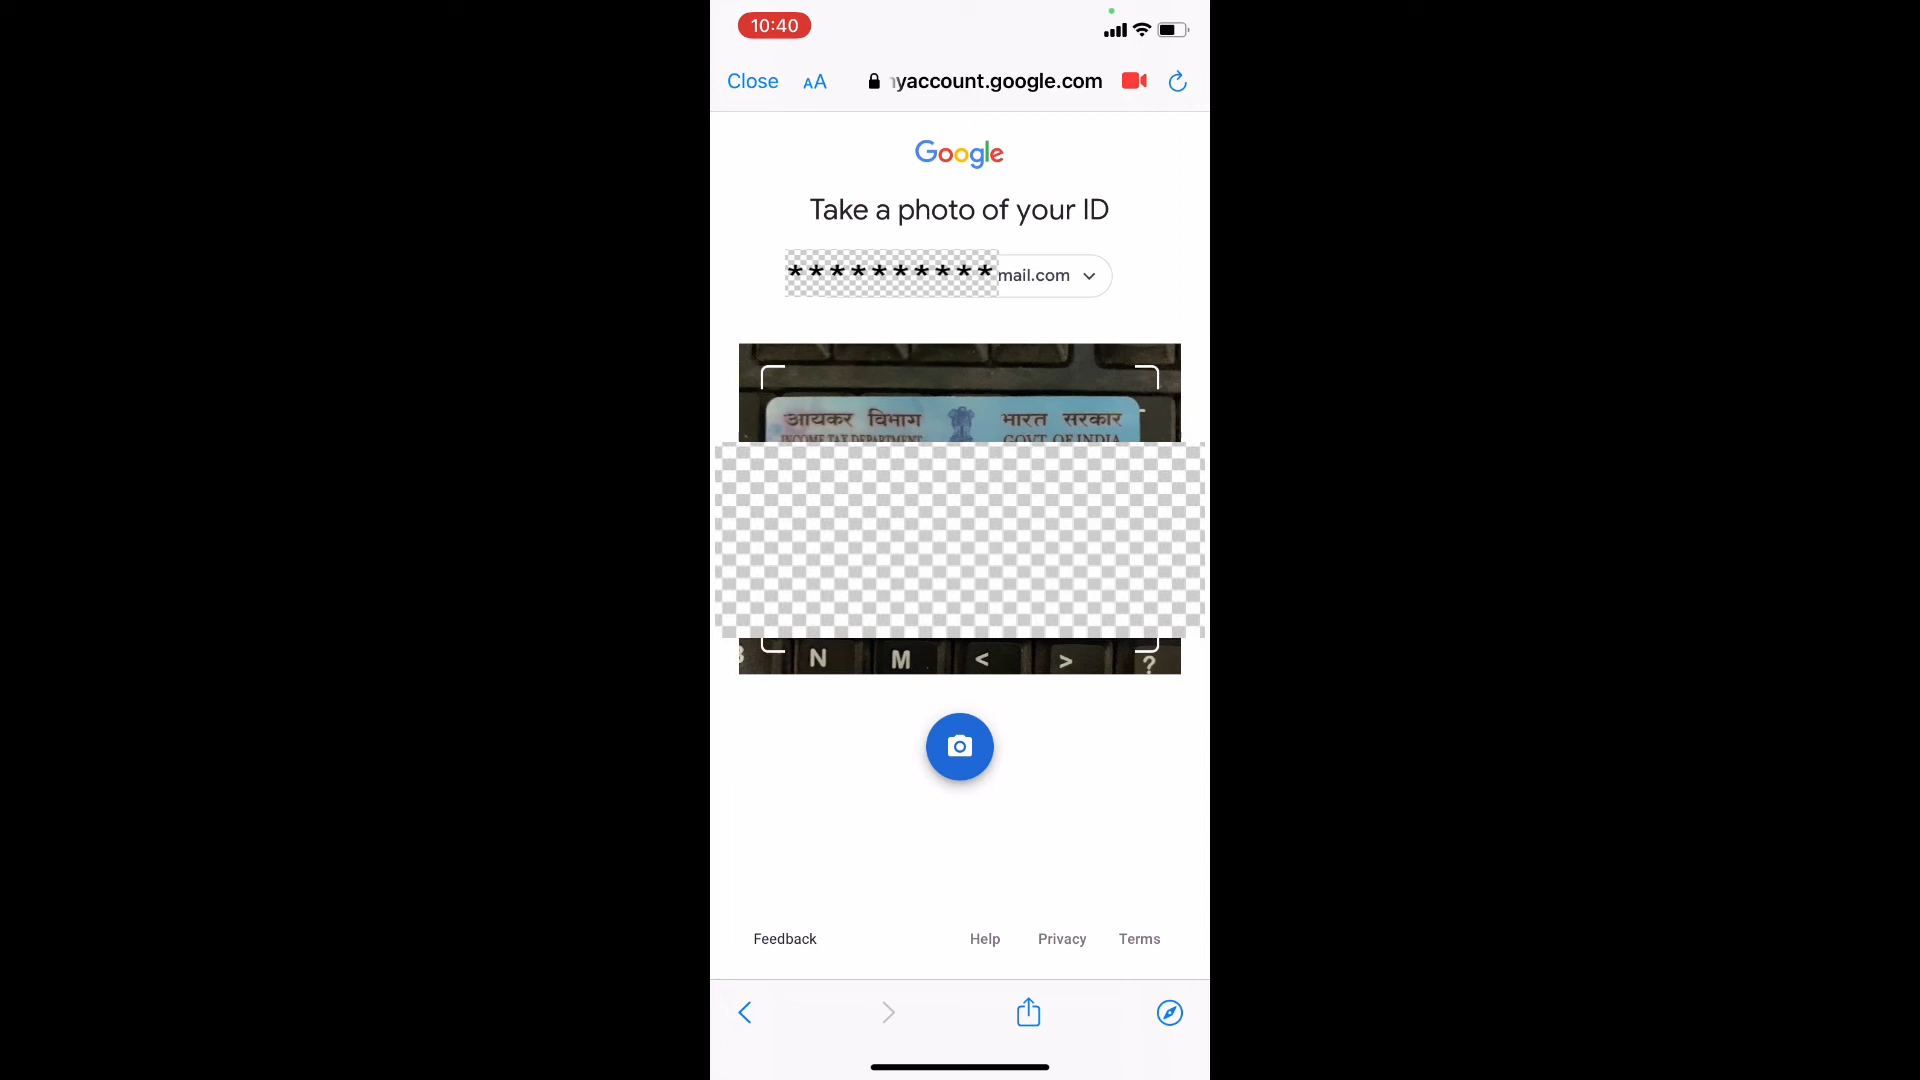 10:40
Close AA yaccount.google.com
Google
Take a photo of your ID
**********mail.com
आयकर विभाग भारत सरकार
INCOME TAX DEPARTMENT GOVT OF INDIA
N M < > ?
Feedback Help Privacy Terms